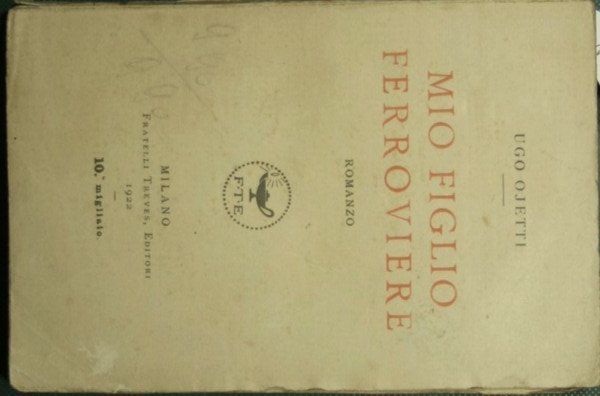 UGO OJETTI
MIO FIGLIO
FERROVIERE
ROMANZO
F.T.E.
MILANO
FRATELLI TREVES, EDITORI
1922
10.° migliaio.